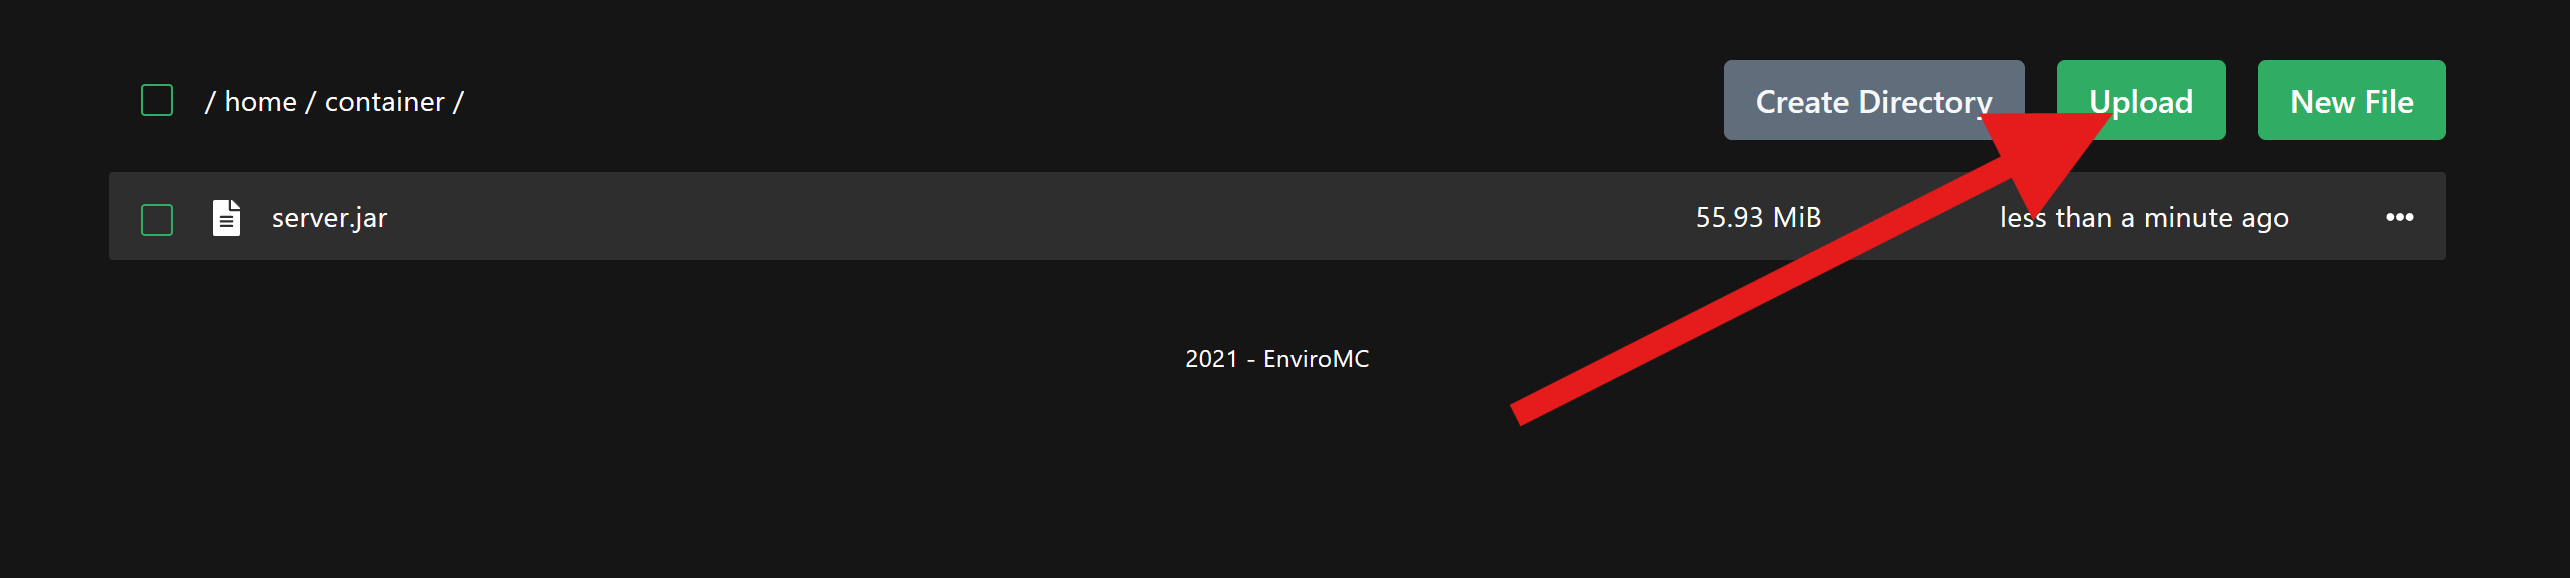 / home / container /
Create Directory
Upload
New File
server.jar
55.93 MiB
less than a minute ago
2021 - EnviroMC